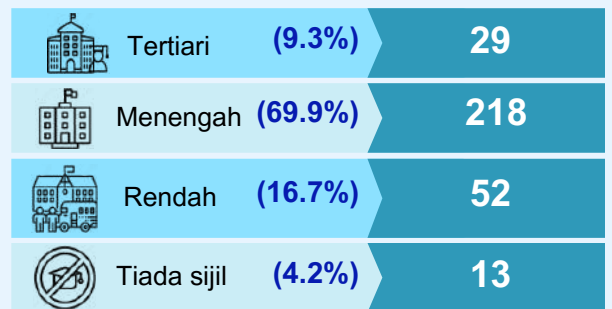 Tertiari (9.3%) 29
Menengah (69.9%) 218
Rendah (16.7%) 52
Tiada sijil (4.2%) 13